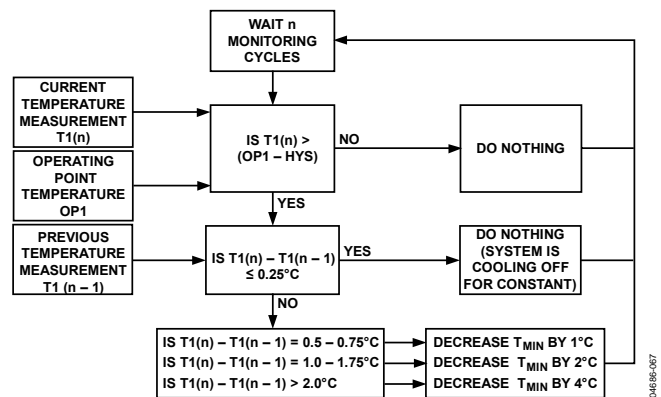 WAIT n
MONITORING
CYCLES
CURRENT
TEMPERATURE
MEASUREMENT
T1(n)
OPERATING
POINT
TEMPERATURE
OP1
IS T1(n) >
(OP1 – HYS)
NO
DO NOTHING
YES
PREVIOUS
TEMPERATURE
MEASUREMENT
T1 (n – 1)
IS T1(n) – T1(n – 1)
≤ 0.25°C
YES
DO NOTHING
(SYSTEM IS
COOLING OFF
FOR CONSTANT)
NO
IS T1(n) – T1(n – 1) = 0.5 – 0.75°C
IS T1(n) – T1(n – 1) = 1.0 – 1.75°C
IS T1(n) – T1(n – 1) > 2.0°C
DECREASE TMIN BY 1°C
DECREASE TMIN BY 2°C
DECREASE TMIN BY 4°C
04686-067